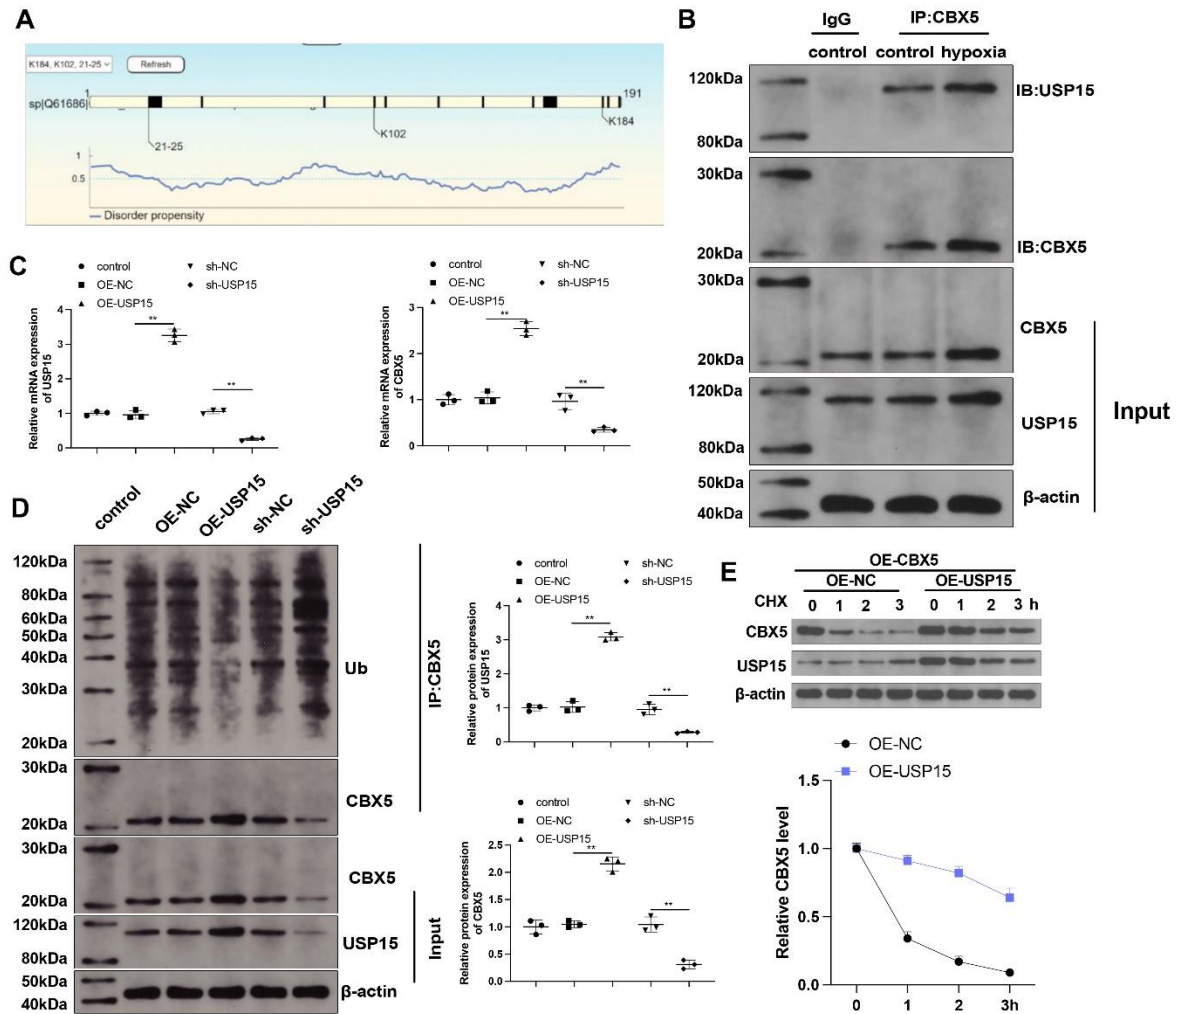 A
K184, K102, 21-25
Refresh
1
191
sp|Q61686|
K184
K102
21-25
1
0.5
Disorder propensity
B
IgG
IP:CBX5
control
control
hypoxia
120kDa
IB:USP15
80kDa
30kDa
20kDa
IB:CBX5
30kDa
CBX5
20kDa
120kDa
USP15
80kDa
50kDa
β-actin
40kDa
Input
C
control
sh-NC
OE-NC
sh-USP15
OE-USP15
Relative mRNA expression
of USP15
4
3
2
1
0
**
**
control
sh-NC
OE-NC
sh-USP15
OE-USP15
Relative mRNA expression
of CBX5
3
2
1
0
**
**
D
control
OE-NC
OE-USP15
sh-NC
sh-USP15
120kDa
80kDa
60kDa
50kDa
40kDa
Ub
30kDa
20kDa
30kDa
CBX5
20kDa
IP:CBX5
30kDa
CBX5
20kDa
120kDa
USP15
80kDa
50kDa
β-actin
40kDa
Input
control
sh-NC
OE-NC
sh-USP15
OE-USP15
Relative protein expression
of USP15
4
3
2
1
0
**
**
control
sh-NC
OE-NC
sh-USP15
OE-USP15
Relative protein expression
of CBX5
2.5
2.0
1.5
1.0
0.5
0.0
**
**
E
OE-CBX5
OE-NC
OE-USP15
CHX
0 1 2 3 0 1 2 3 h
CBX5
USP15
β-actin
OE-NC
OE-USP15
Relative CBX5 level
1.5
1.0
0.5
0.0
0 1 2 3h